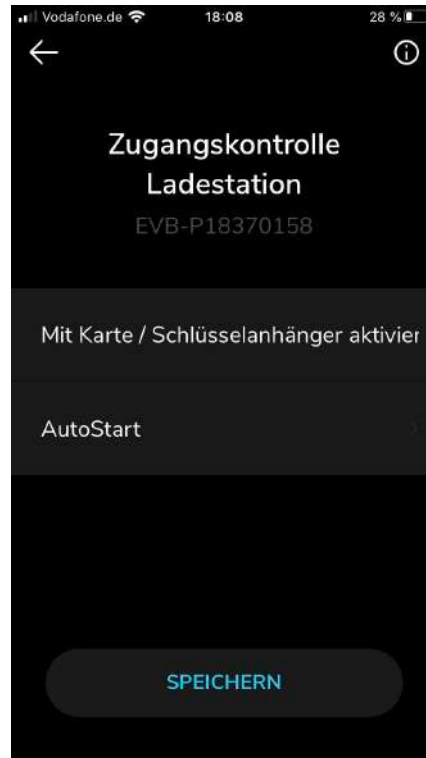 Vodafone.de 18:08 28 %
Zugangskontrolle
Ladestation
EVB-P18370158
Mit Karte / Schlüsselanhänger aktivier
AutoStart
SPEICHERN